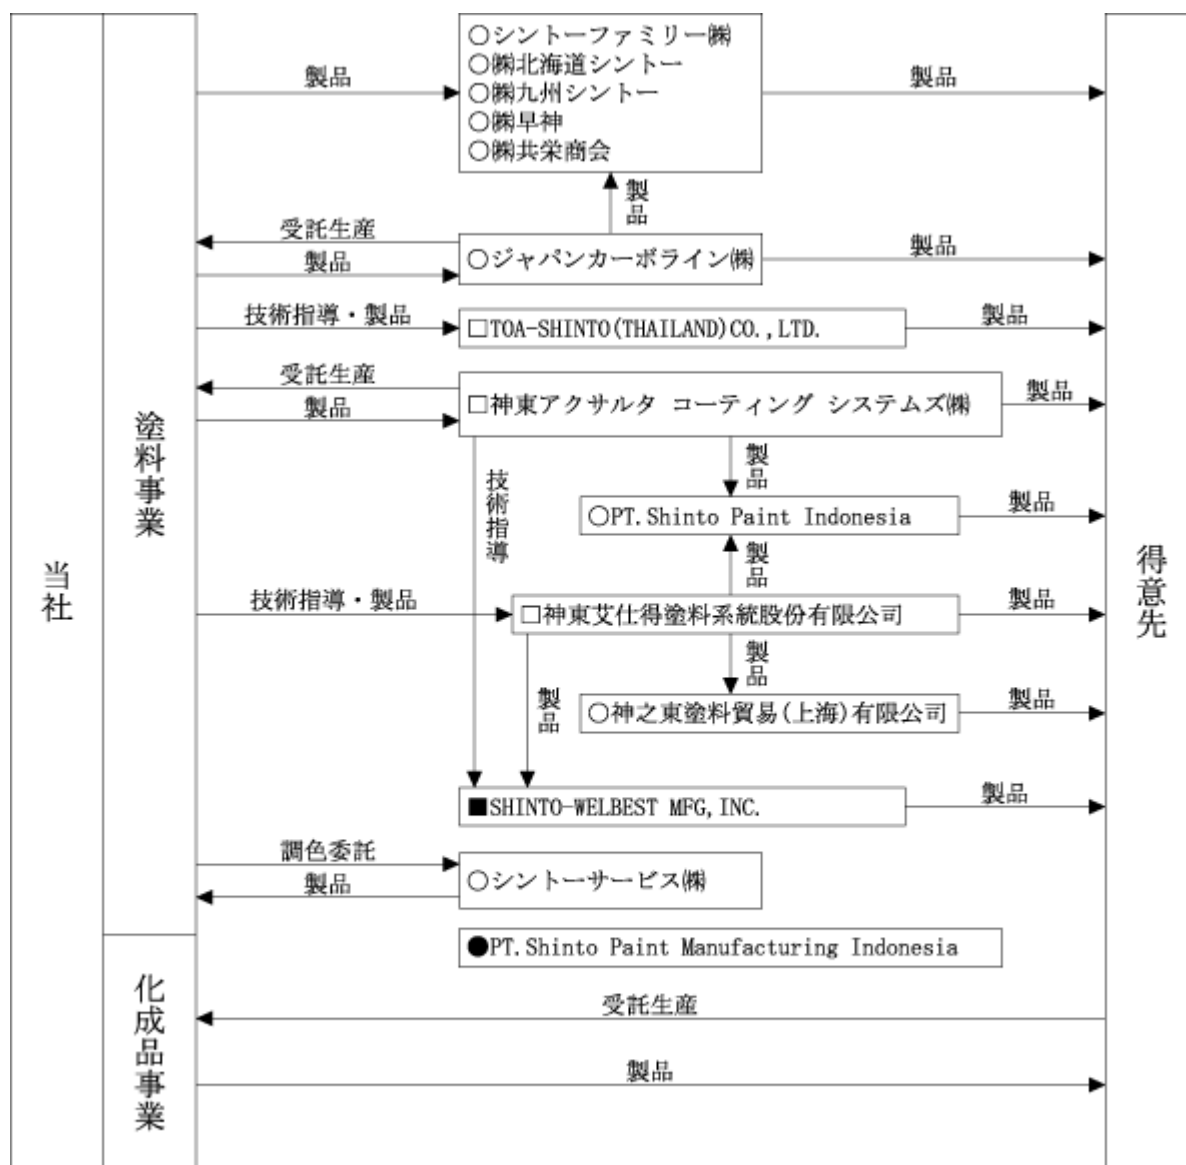 当社
塗料事業
化成品事業
得意先
製品
○シントーファミリー㈱
○㈱北海道シントー
○㈱九州シントー
○㈱早神
○㈱共栄商会
製品
製品
受託生産
製品
○ジャパンカーボライン㈱
製品
技術指導・製品
□TOA-SHINTO(THAILAND)CO.,LTD.
製品
受託生産
製品
□神東アクサルタ コーティング システムズ㈱
製品
技術指導
製品
○PT.Shinto Paint Indonesia
製品
製品
技術指導・製品
□神東艾仕得塗料系統股份有限公司
製品
製品
製品
○神之東塗料貿易(上海)有限公司
製品
■SHINTO-WELBEST MFG,INC.
製品
調色委託
製品
○シントーサービス㈱
●PT.Shinto Paint Manufacturing Indonesia
受託生産
製品